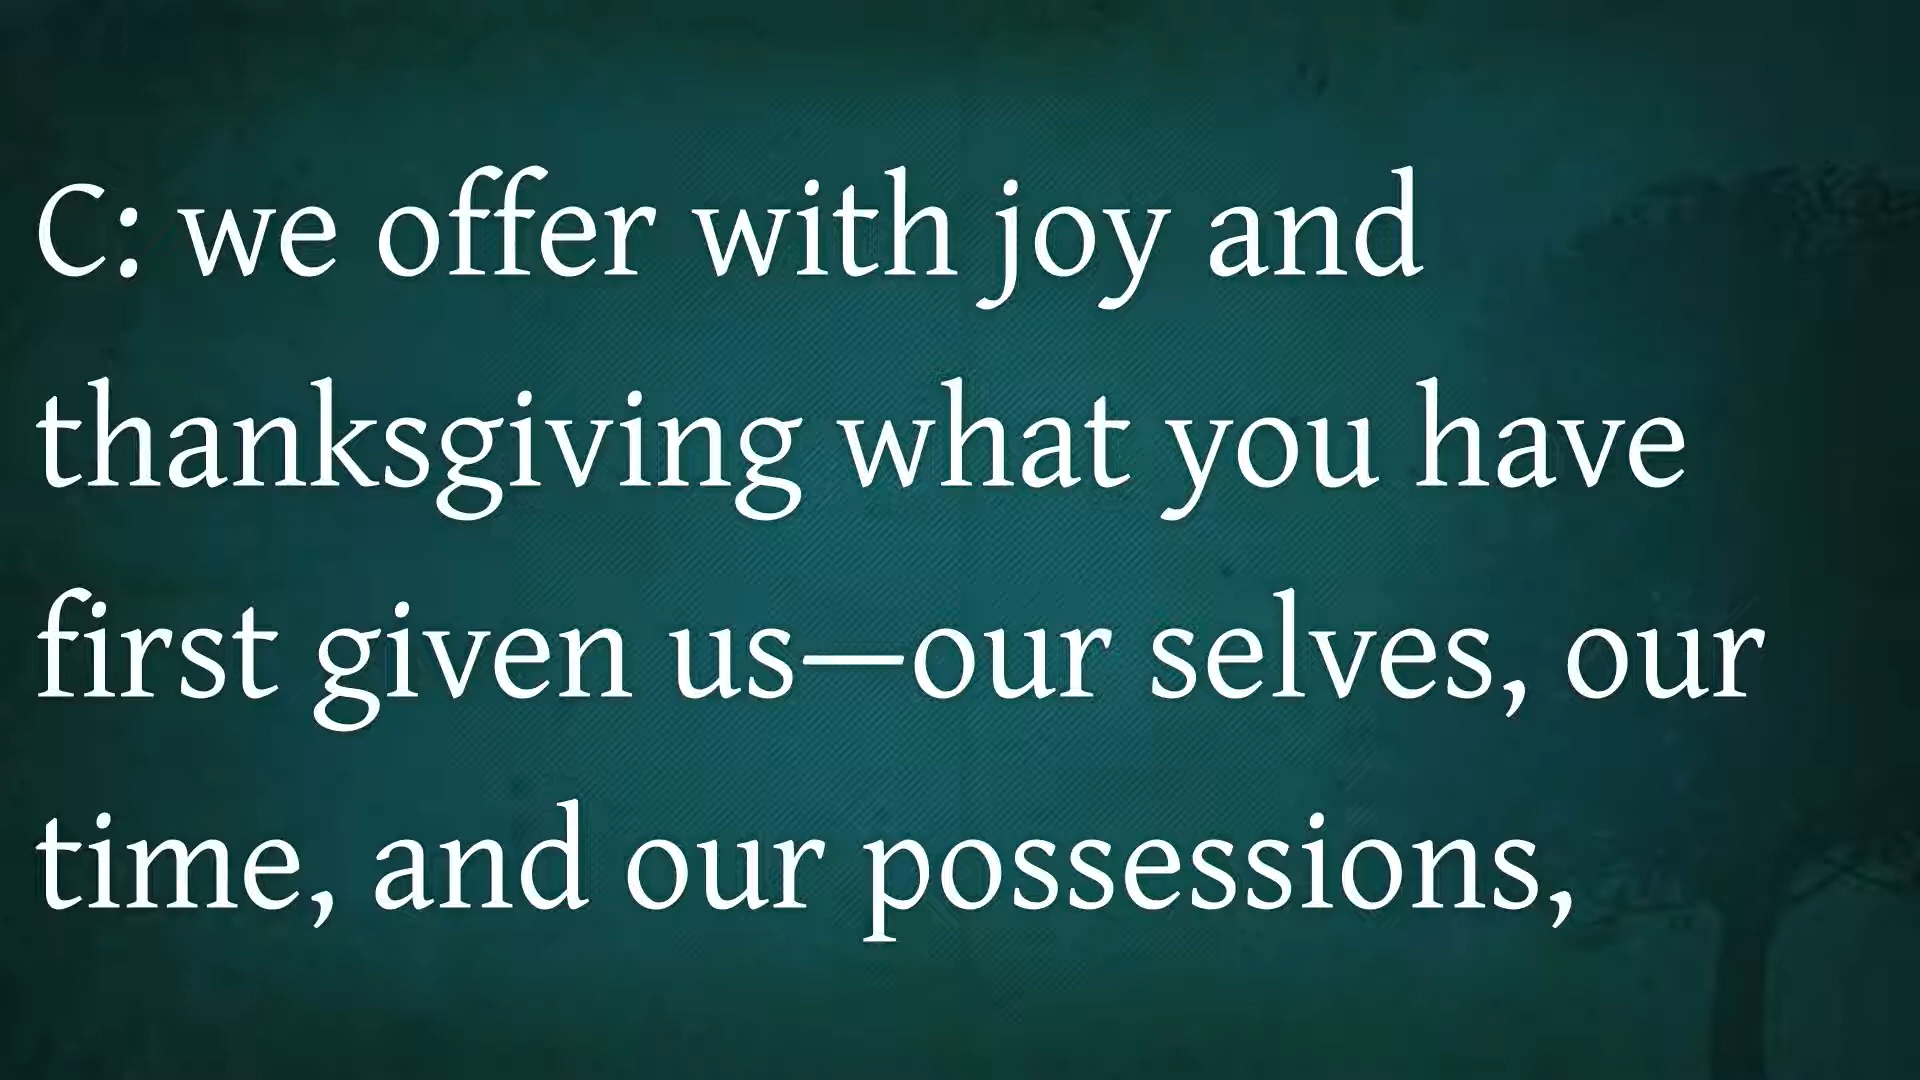 C: we offer with joy and
thanksgiving what you have
first given us—our selves, our
time, and our possessions,